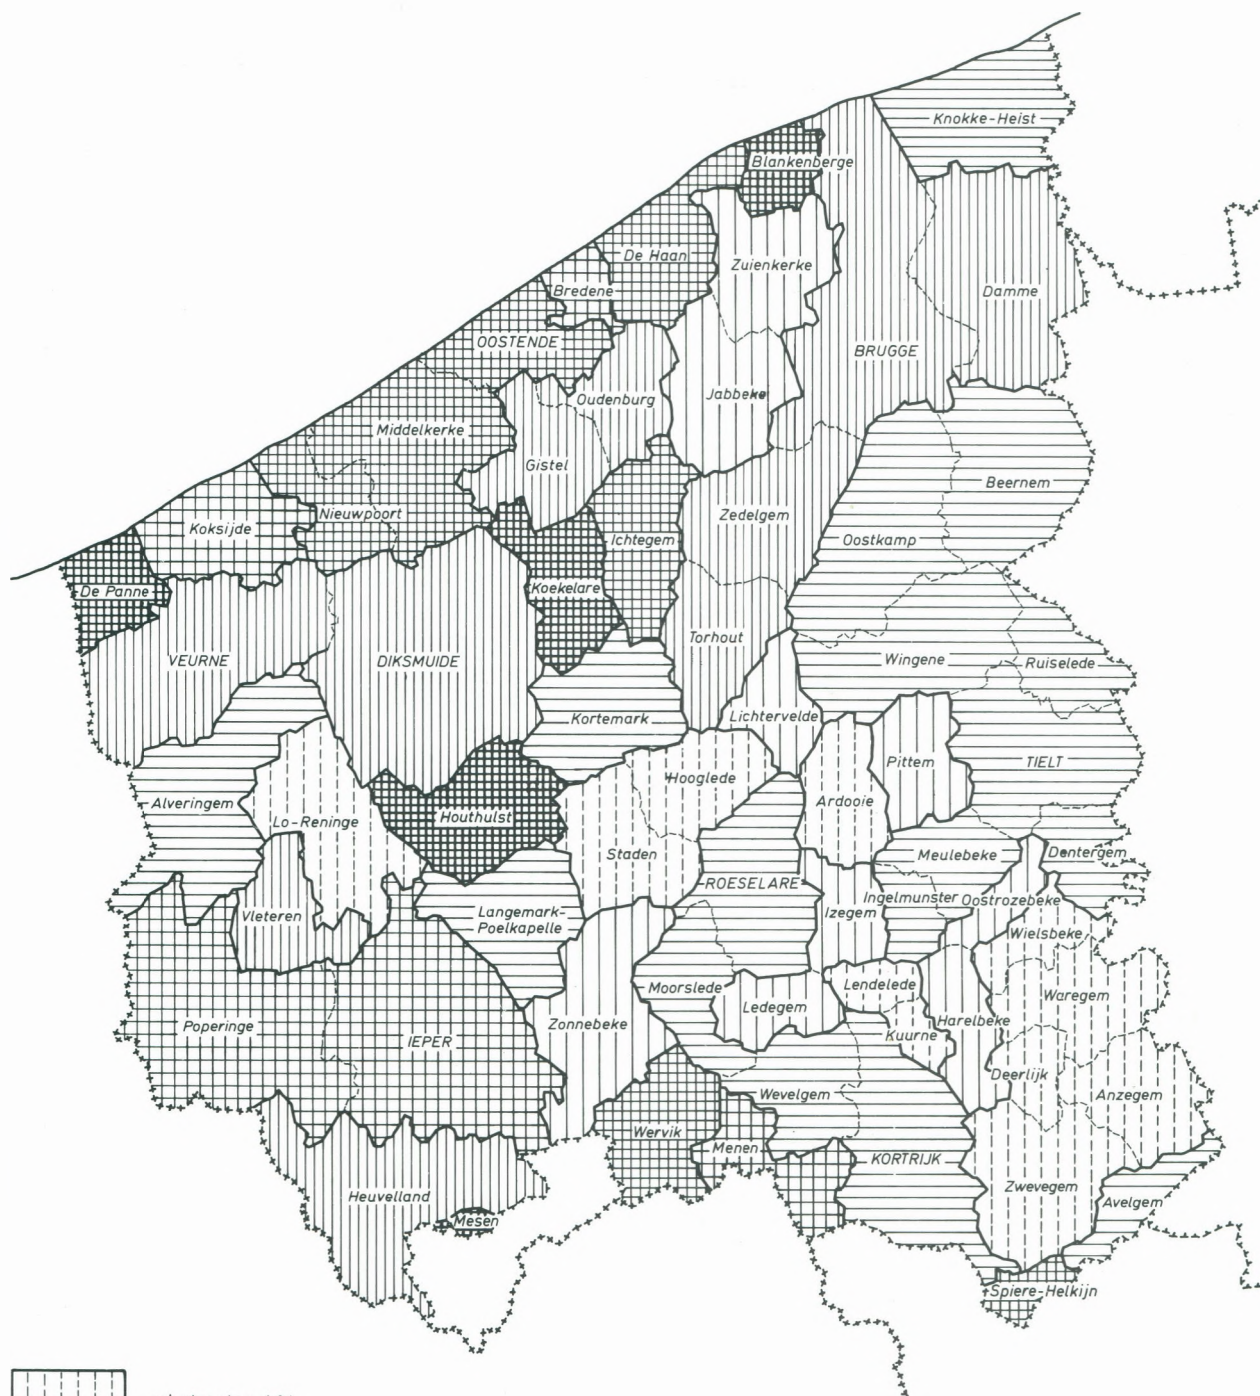 Knokke-Heist
Blankenberge
De Haan
Zuienkerke
Bredene
Damme
OOSTENDE
BRUGGE
Oudenburg
Jabbeke
Middelkerke
Gistel
Beernem
Nieuwpoort
Zedelgem
Koksijde
Ichtegem
Oostkamp
De Panne
Koekelare
Torhout
VEURNE
DIKSMUIDE
Wingene
Ruiselede
Kortemark
Lichtervelde
Pittem
TIELT
Hooglede
Alveringem
Ardooie
Lo-Reninge
Houthulst
Staden
Meulebeke
Dentergem
ROESELARE
Ingelmunster
Oostrozebeke
Vleteren
Langemark-
Poelkapelle
Izegem
Wielsbeke
Moorslede
Lendelede
Waregem
Ledegem
Poperinge
IEPER
Zonnebeke
Harelbeke
Kuurne
Deerlijk
Wevelgem
Anzegem
Wervik
Menen
KORTRIJK
Heuvelland
Zwevegem
Avelgem
Mesen
Spiere-Helkijn